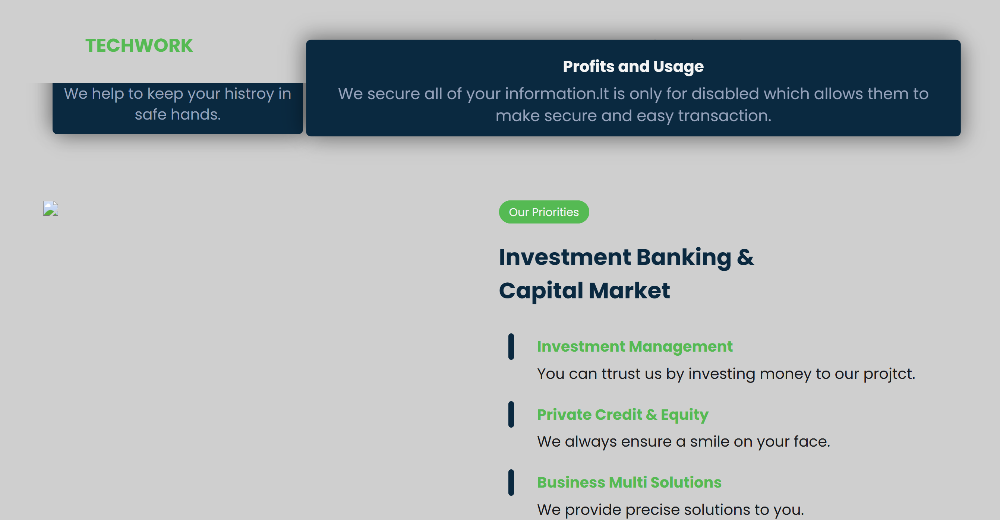 TECHWORK
We help to keep your histroy in
safe hands.
Profits and Usage
We secure all of your information.It is only for disabled which allows them to
make secure and easy transaction.
Our Priorities
Investment Banking &
Capital Market
Investment Management
You can ttrust us by investing money to our projtct.
Private Credit & Equity
We always ensure a smile on your face.
Business Multi Solutions
We provide precise solutions to you.